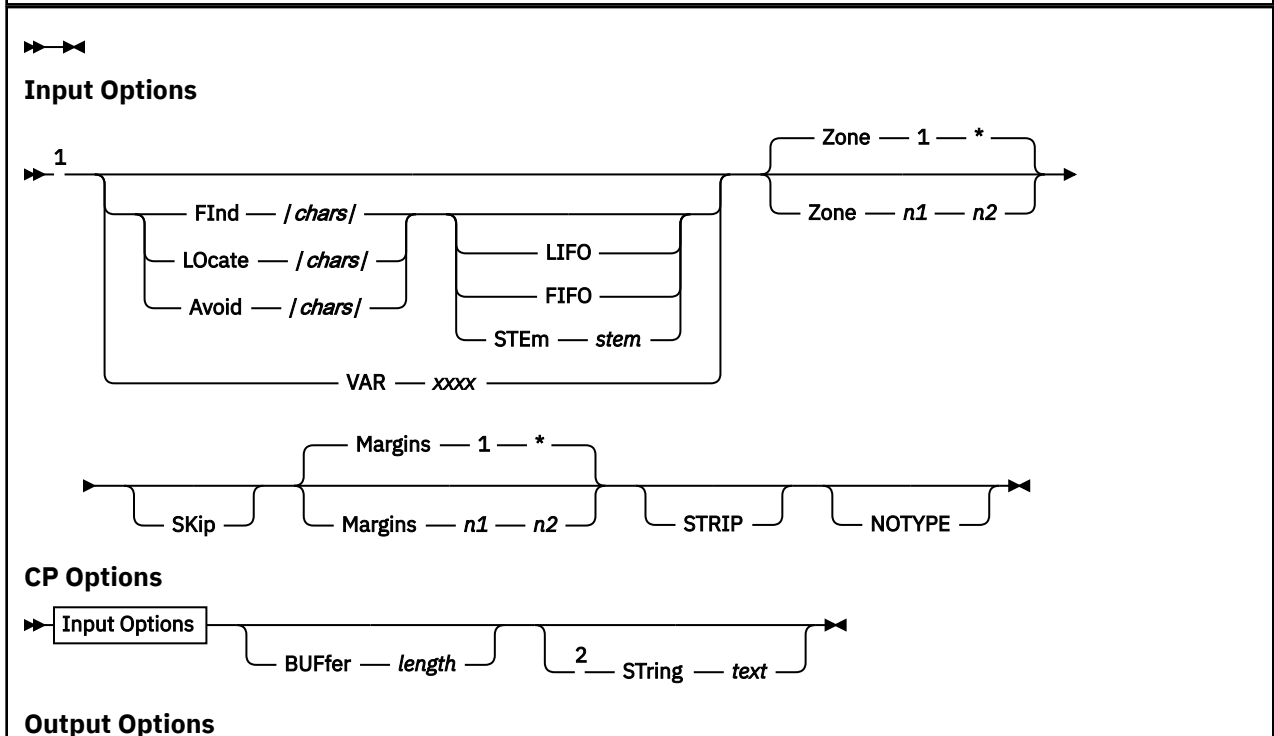 Input Options
Zone 1 *
1
FInd /chars/
Zone n1 n2
LIFO
LOcate /chars/
FIFO
Avoid /chars/
STEm stem
VAR xxxx
Margins 1 *
SKip Margins n1 n2 STRIP NOTYPE
CP Options
Input Options
BUFfer length 2 STring text
Output Options